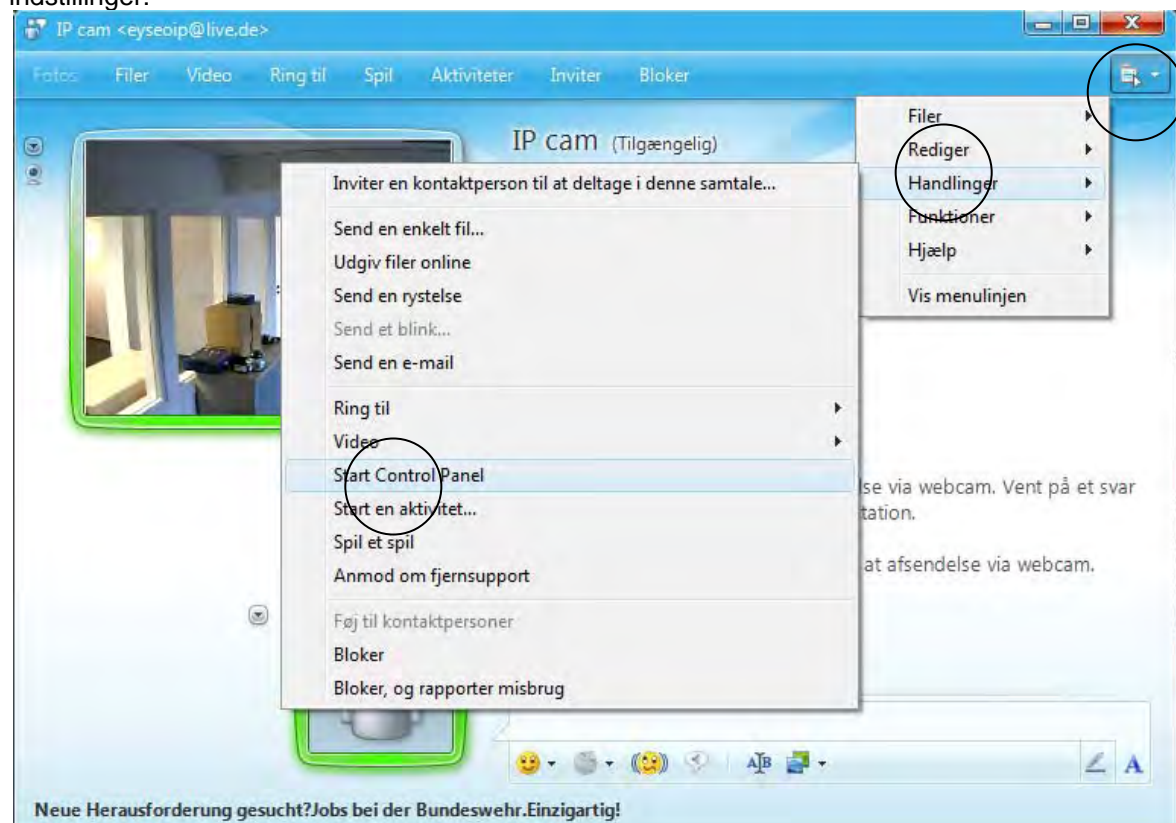 indstillinger.
IP cam <eyseoip@live.de>
Fotos Filer Video Ring til Spil Aktiviteter Inviter Bloker
IP cam (Tilgængelig)
Filer
Rediger
Handlinger
Funktioner
Hjælp
Vis menulinjen
Inviter en kontaktperson til at deltage i denne samtale...
Send en enkelt fil...
Udgiv filer online
Send en rystelse
Send et blink...
Send en e-mail
Ring til
Video
Start Control Panel
Start en aktivitet...
Spil et spil
Anmod om fjernsupport
Føj til kontaktpersoner
Bloker
Bloker, og rapporter misbrug
se via webcam. Vent på et svar
tation.
at afsendelse via webcam.
Neue Herausforderung gesucht?Jobs bei der Bundeswehr.Einzigartig!